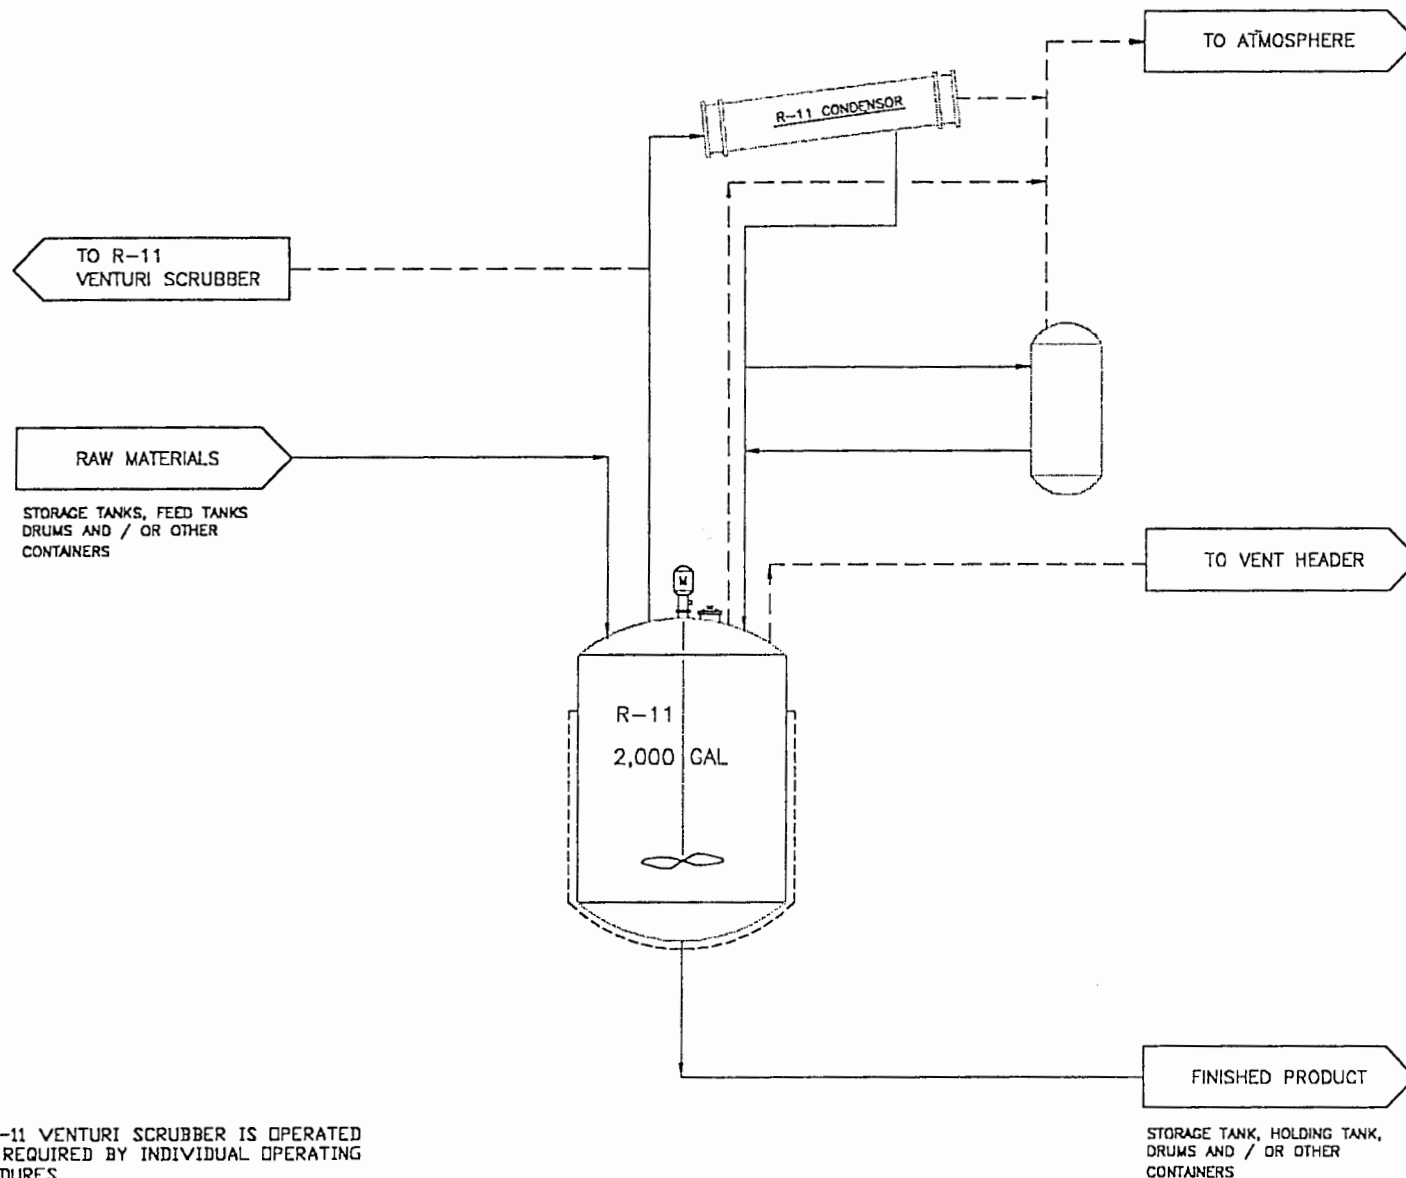 TO ATMOSPHERE
R-11 CONDENSOR
TO R-11
VENTURI SCRUBBER
RAW MATERIALS
STORAGE TANKS, FEED TANKS
DRUMS AND / OR OTHER
CONTAINERS
TO VENT HEADER
M
R-11
2,000 GAL
FINISHED PRODUCT
STORAGE TANK, HOLDING TANK,
DRUMS AND / OR OTHER
CONTAINERS
-11 VENTURI SCRUBBER IS OPERATED
REQUIRED BY INDIVIDUAL OPERATING